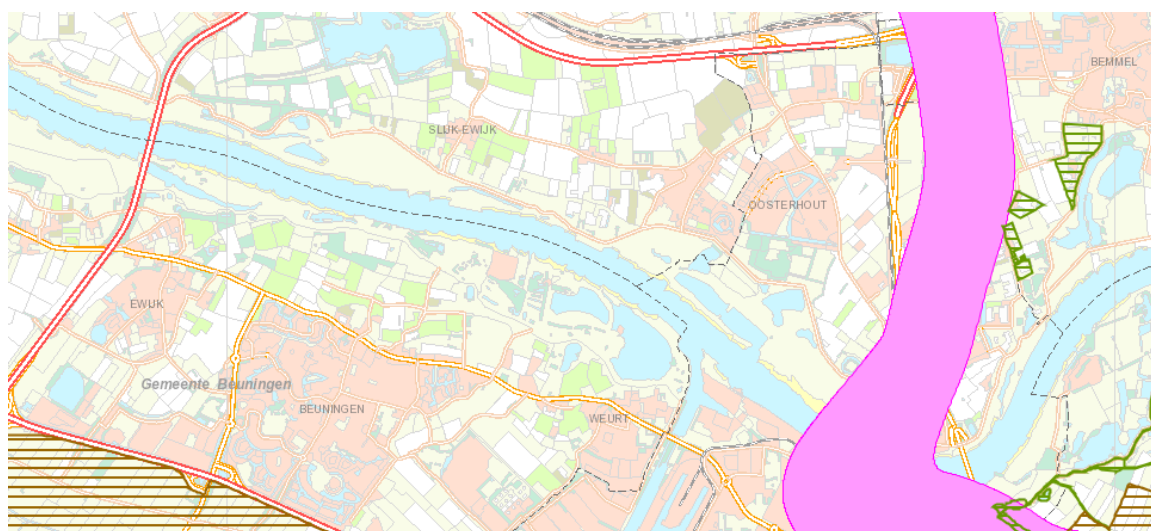 BEMMEL
SLIJK-EWIJK
OOSTERHOUT
EWIJK
Gemeente Beuningen
BEUNINGEN
WEURT